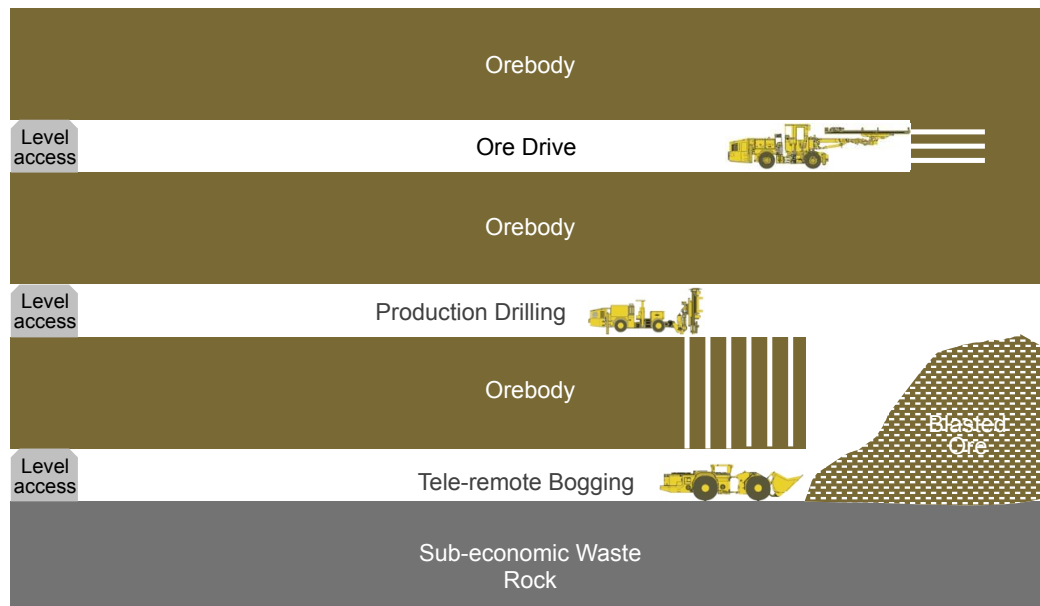 Orebody
Level
access
Ore Drive
Orebody
Level
access
Production Drilling
Orebody
Blasted
Ore
Level
access
Tele-remote Bogging
Sub-economic Waste
Rock